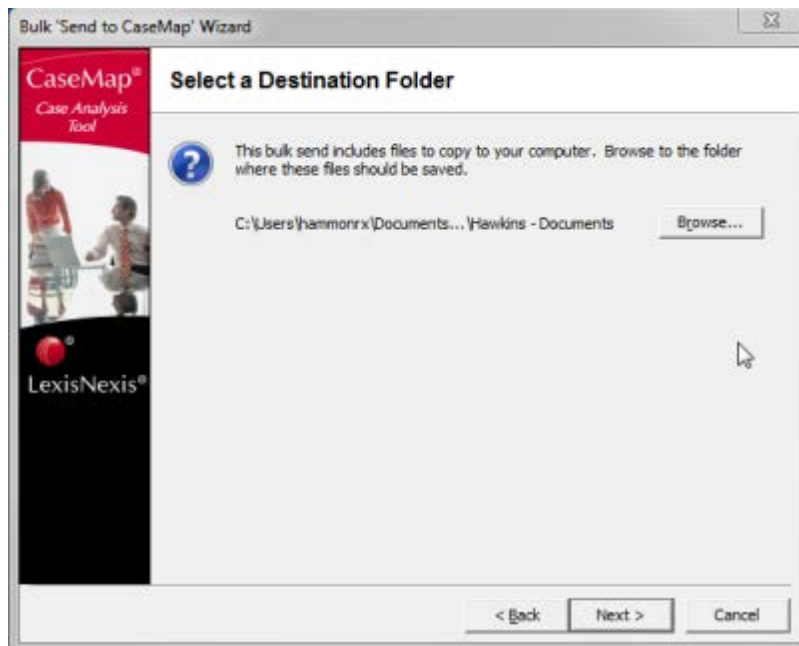 Bulk 'Send to CaseMap' Wizard
CaseMap®
Case Analysis
Tool
Select a Destination Folder
This bulk send includes files to copy to your computer. Browse to the folder
where these files should be saved.
C:\Users\hammonrx\Documents...\Hawkins - Documents
Browse...
LexisNexis®
< Back
Next >
Cancel